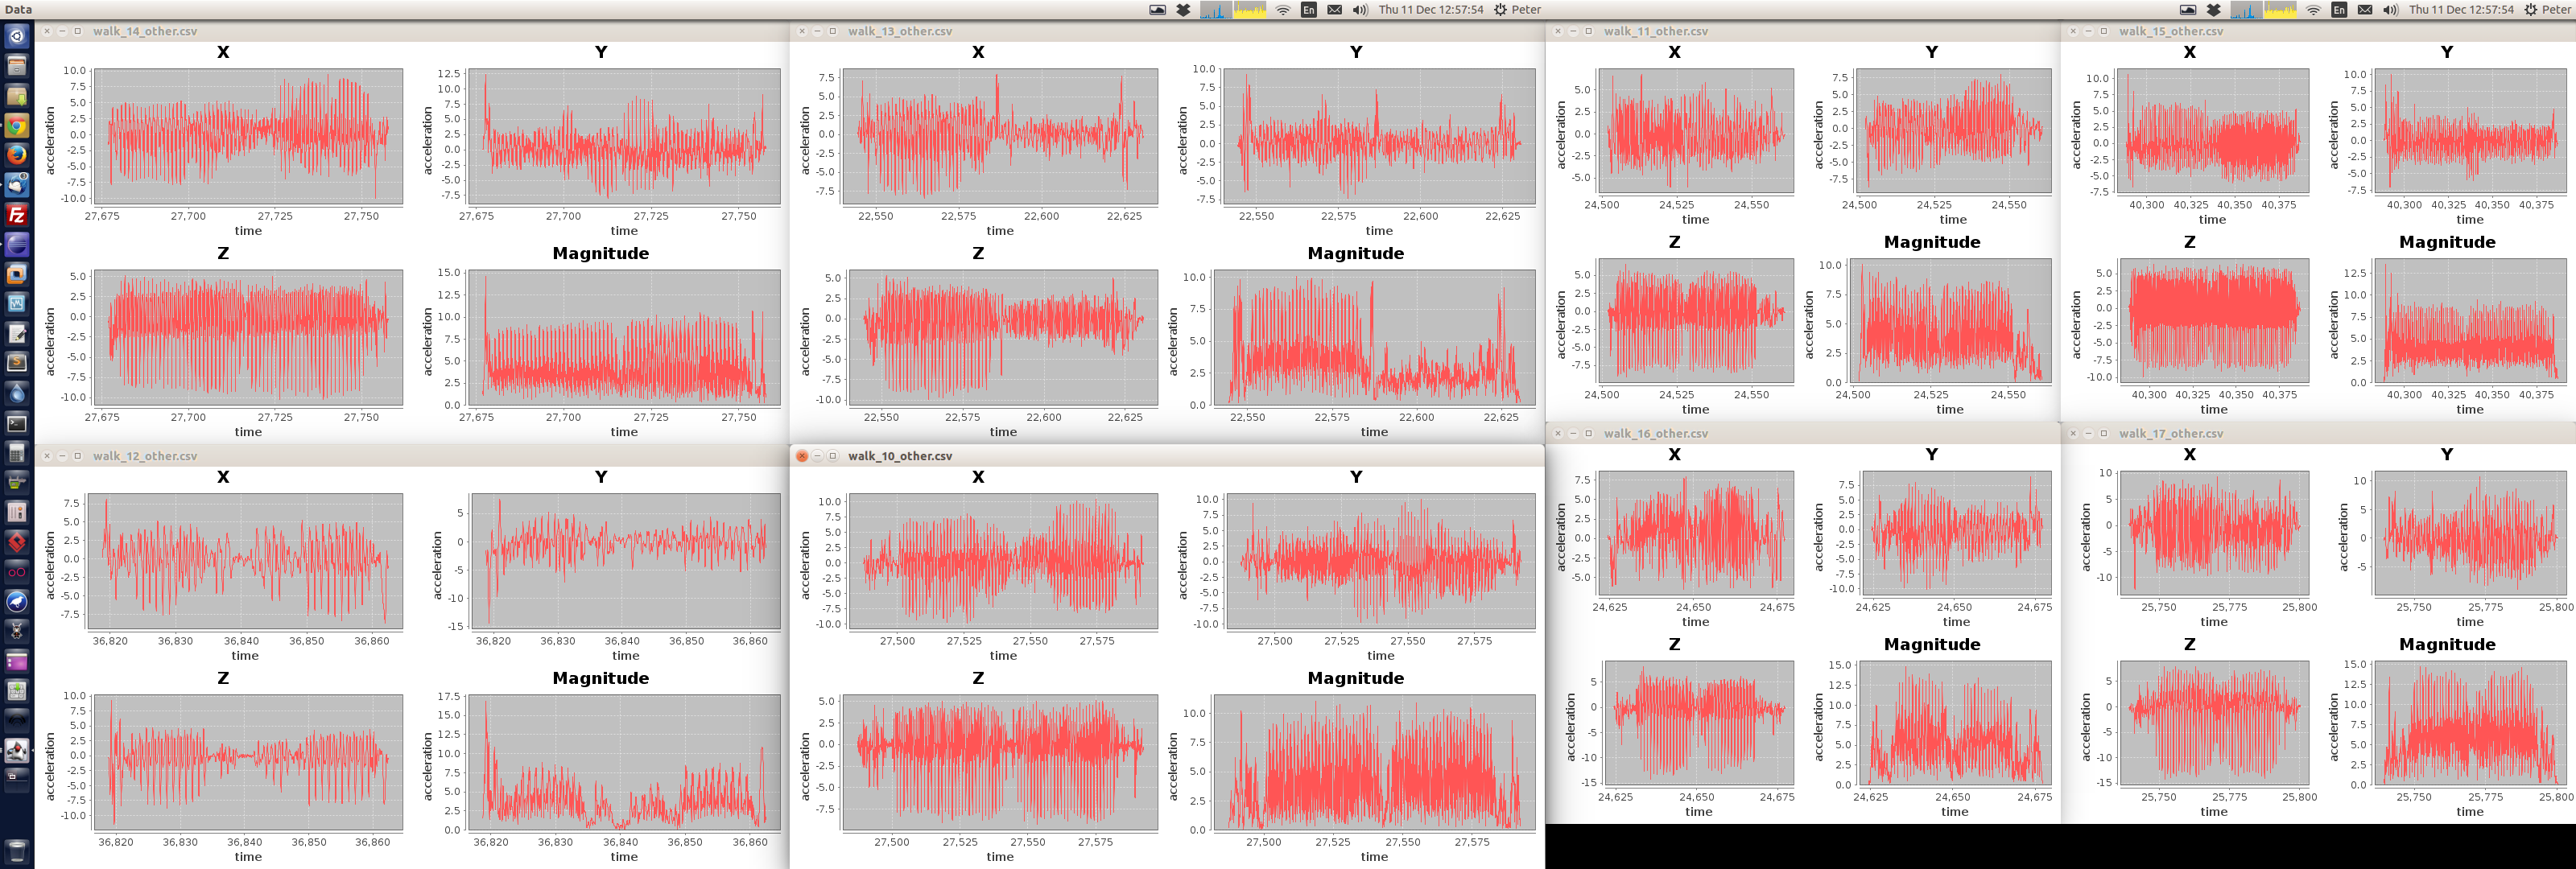 Data
En
Thu 11 Dec 12:57:54
Peter
En
Thu 11 Dec 12:57:54
Peter
walk_14_other.csv
X
acceleration
10.0
7.5
5.0
2.5
0.0
-2.5
-5.0
-7.5
-10.0
27,675 27,700 27,725 27,750
time
Y
acceleration
12.5
10.0
7.5
5.0
2.5
0.0
-2.5
-5.0
-7.5
27,675 27,700 27,725 27,750
time
Z
acceleration
5.0
2.5
0.0
-2.5
-5.0
-7.5
-10.0
27,675 27,700 27,725 27,750
time
Magnitude
acceleration
15.0
12.5
10.0
7.5
5.0
2.5
0.0
27,675 27,700 27,725 27,750
time
walk_13_other.csv
X
acceleration
7.5
5.0
2.5
0.0
-2.5
-5.0
-7.5
22,550 22,575 22,600 22,625
time
Y
acceleration
10.0
7.5
5.0
2.5
0.0
-2.5
-5.0
-7.5
22,550 22,575 22,600 22,625
time
Z
acceleration
5.0
2.5
0.0
-2.5
-5.0
-7.5
-10.0
22,550 22,575 22,600 22,625
time
Magnitude
acceleration
10.0
7.5
5.0
2.5
0.0
22,550 22,575 22,600 22,625
time
walk_11_other.csv
X
acceleration
5.0
2.5
0.0
-2.5
-5.0
24,500 24,525 24,550
time
Y
acceleration
7.5
5.0
2.5
0.0
-2.5
-5.0
-7.5
24,500 24,525 24,550
time
Z
acceleration
5.0
2.5
0.0
-2.5
-5.0
-7.5
24,500 24,525 24,550
time
Magnitude
acceleration
10.0
7.5
5.0
2.5
0.0
24,500 24,525 24,550
time
walk_15_other.csv
X
acceleration
10.0
7.5
5.0
2.5
0.0
-2.5
-5.0
-7.5
40,300 40,325 40,350 40,375
time
Y
acceleration
10.0
7.5
5.0
2.5
0.0
-2.5
-5.0
-7.5
40,300 40,325 40,350 40,375
time
Z
acceleration
5.0
2.5
0.0
-2.5
-5.0
-7.5
-10.0
40,300 40,325 40,350 40,375
time
Magnitude
acceleration
12.5
10.0
7.5
5.0
2.5
0.0
40,300 40,325 40,350 40,375
time
walk_12_other.csv
X
acceleration
7.5
5.0
2.5
0.0
-2.5
-5.0
-7.5
36,820 36,830 36,840 36,850 36,860
time
Y
acceleration
5
0
-5
-10
-15
36,820 36,830 36,840 36,850 36,860
time
Z
acceleration
10.0
7.5
5.0
2.5
0.0
-2.5
-5.0
-7.5
-10.0
36,820 36,830 36,840 36,850 36,860
time
Magnitude
acceleration
17.5
15.0
12.5
10.0
7.5
5.0
2.5
0.0
36,820 36,830 36,840 36,850 36,860
time
walk_10_other.csv
X
acceleration
10.0
7.5
5.0
2.5
0.0
-2.5
-5.0
-7.5
-10.0
27,500 27,525 27,550 27,575
time
Y
acceleration
10.0
7.5
5.0
2.5
0.0
-2.5
-5.0
-7.5
-10.0
27,500 27,525 27,550 27,575
time
Z
acceleration
5.0
2.5
0.0
-2.5
-5.0
-7.5
27,500 27,525 27,550 27,575
time
Magnitude
acceleration
10.0
7.5
5.0
2.5
0.0
27,500 27,525 27,550 27,575
time
walk_16_other.csv
X
acceleration
7.5
5.0
2.5
0.0
-2.5
-5.0
24,625 24,650 24,675
time
Y
acceleration
7.5
5.0
2.5
0.0
-2.5
-5.0
-7.5
-10.0
24,625 24,650 24,675
time
Z
acceleration
5
0
-5
-10
-15
24,625 24,650 24,675
time
Magnitude
acceleration
15.0
12.5
10.0
7.5
5.0
2.5
0.0
24,625 24,650 24,675
time
walk_17_other.csv
X
acceleration
10
5
0
-5
-10
25,750 25,775 25,800
time
Y
acceleration
10
5
0
-5
25,750 25,775 25,800
time
Z
acceleration
5
0
-5
-10
-15
25,750 25,775 25,800
time
Magnitude
acceleration
15.0
12.5
10.0
7.5
5.0
2.5
0.0
25,750 25,775 25,800
time